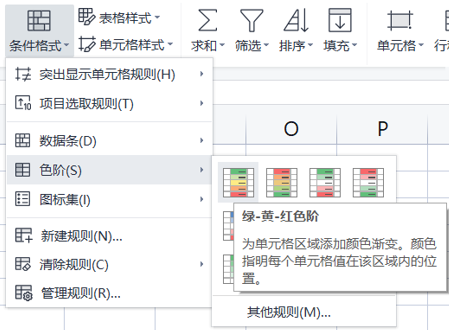 条件格式
表格样式
单元格样式
求和
筛选
排序
填充
单元格
突出显示单元格规则(H)
项目选取规则(T)
数据条(D)
色阶(S)
图标集(I)
新建规则(N)...
清除规则(C)
管理规则(R)...
O
P
绿-黄-红色阶
为单元格区域添加颜色渐变。颜色
指明每个单元格值在该区域内的位
置。
其他规则(M)...